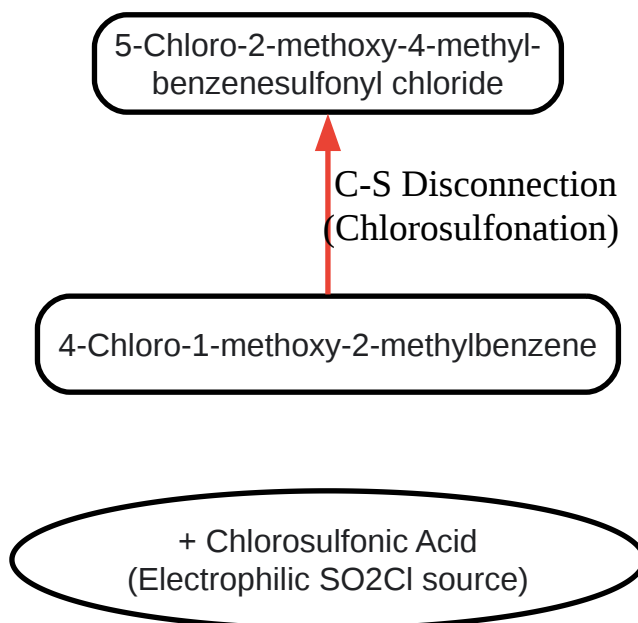 5-Chloro-2-methoxy-4-methyl-
benzenesulfonyl chloride
C-S Disconnection
(Chlorosulfonation)
4-Chloro-1-methoxy-2-methylbenzene
+ Chlorosulfonic Acid
(Electrophilic SO2Cl source)